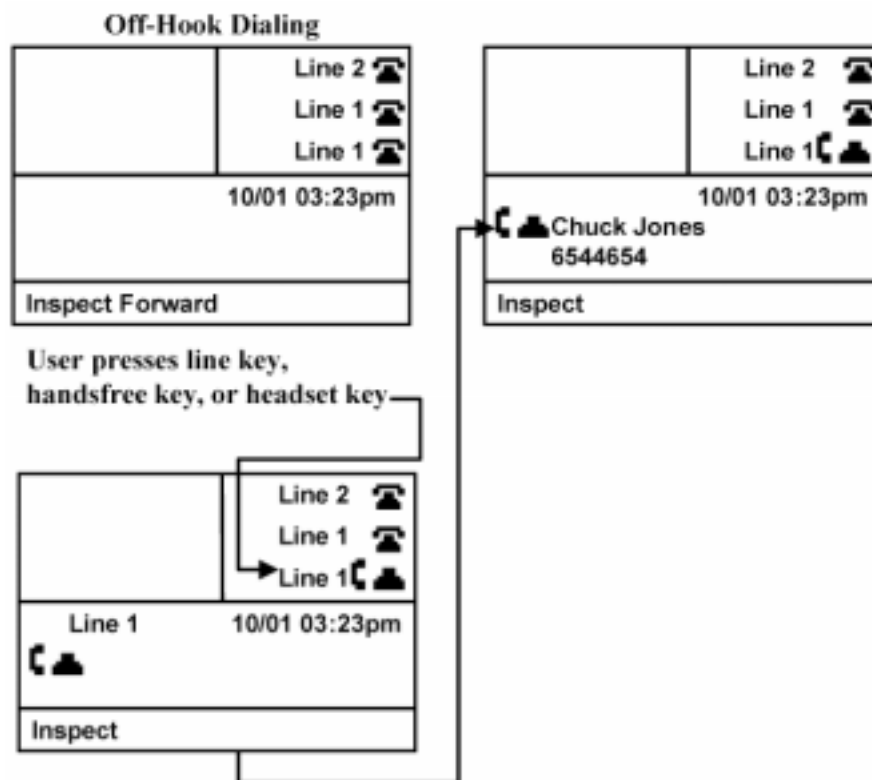 Off-Hook Dialing
Line 2
Line 1
Line 1
10/01 03:23pm
Inspect Forward
User presses line key,
handsfree key, or headset key
Line 2
Line 1
Line 1
Line 1 10/01 03:23pm
Inspect
Line 2
Line 1
Line 1
10/01 03:23pm
Chuck Jones
6544654
Inspect